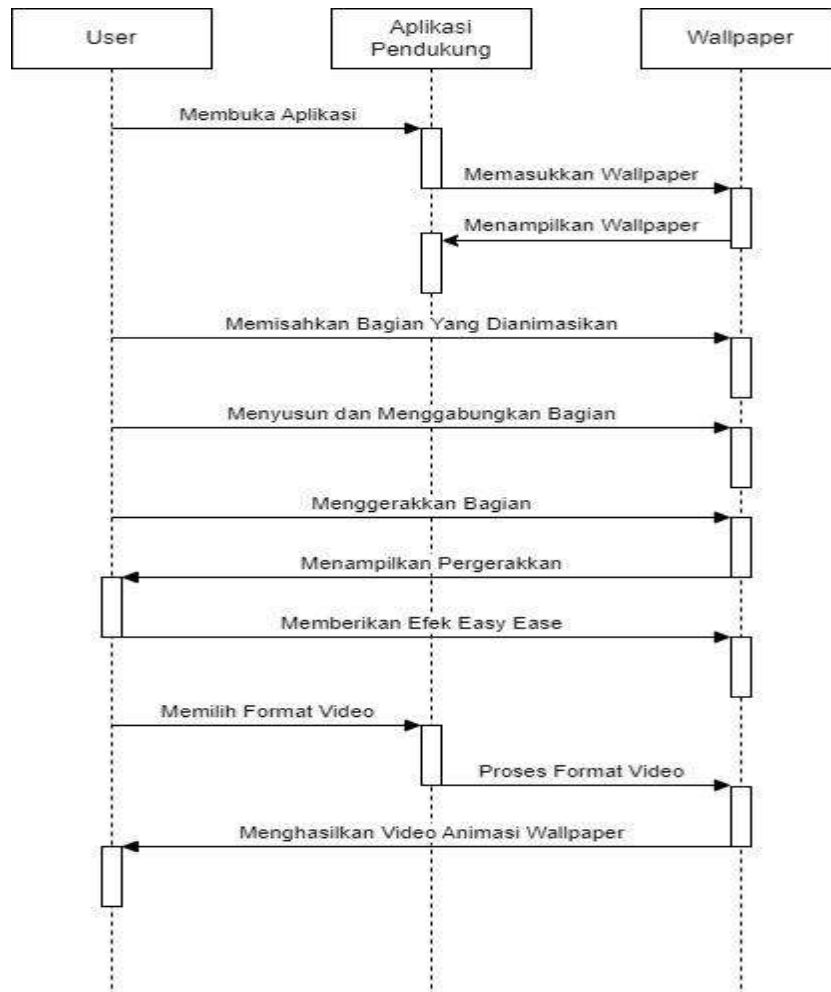 User
Aplikasi
Pendukung
Wallpaper
Membuka Aplikasi
Memasukkan Wallpaper
Menampilkan Wallpaper
Memisahkan Bagian Yang Dianimasikan
Menyusun dan Menggabungkan Bagian
Menggerakkan Bagian
Menampilkan Pergerakkan
Memberikan Efek Easy Ease
Memilih Format Video
Proses Format Video
Menghasilkan Video Animasi Wallpaper